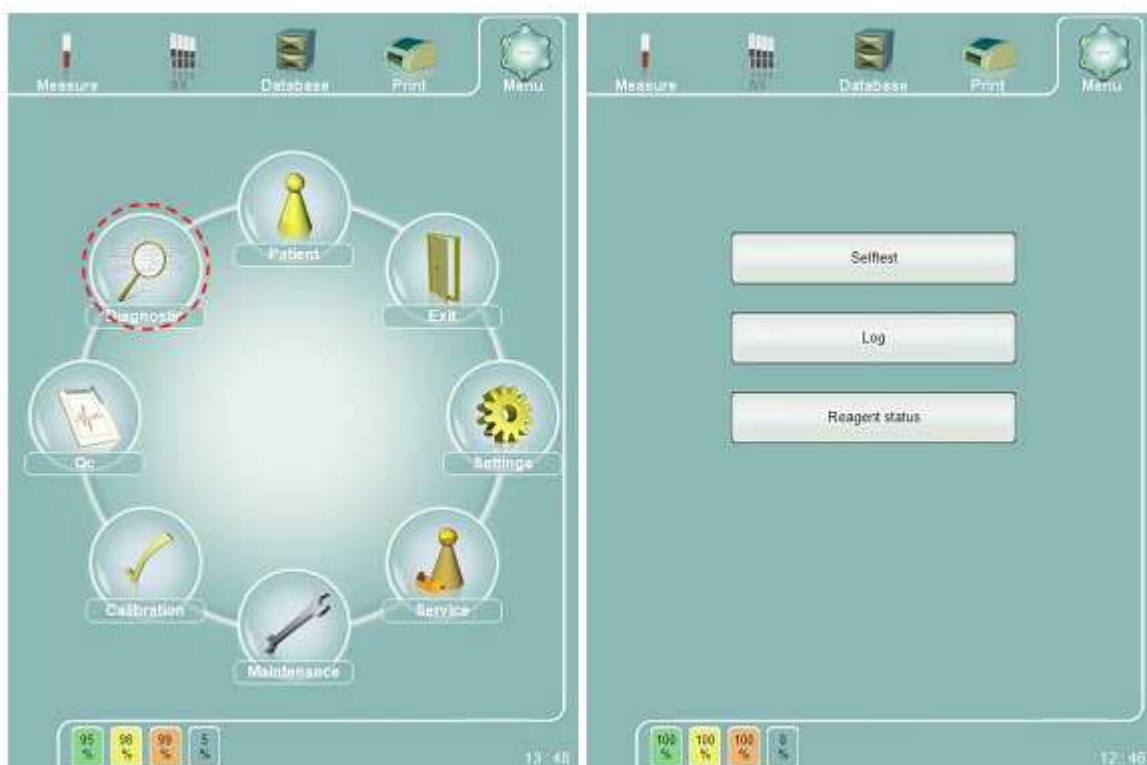 Measure
Database
Print
Menu
Patient
Diagnostic
Exit
Qc
Settings
Calibration
Service
Maintenance
95 %
98 %
99 %
5 %
13:46
Measure
Database
Print
Menu
Selftest
Log
Reagent status
100 %
100 %
100 %
0 %
12:46